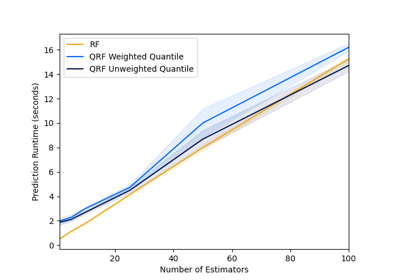 RF
QRF Weighted Quantile
QRF Unweighted Quantile
Prediction Runtime (seconds)
16
14
12
10
8
6
4
2
0
20
40
60
80
100
Number of Estimators